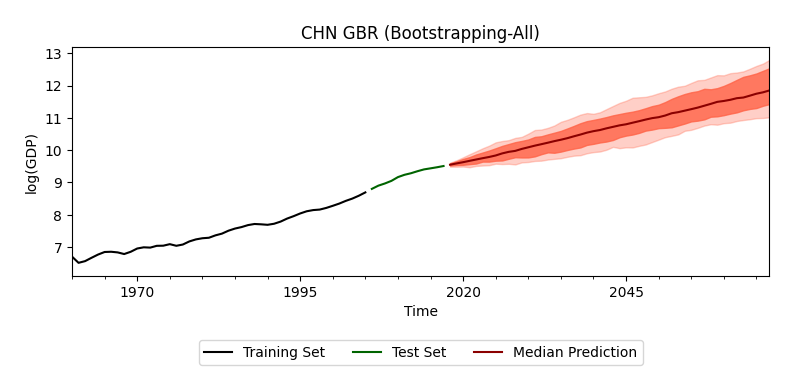 CHN GBR (Bootstrapping-All)
13
12
11
10
9
8
7
log(GDP)
1970 1995 2020 2045
Time
Training Set Test Set Median Prediction